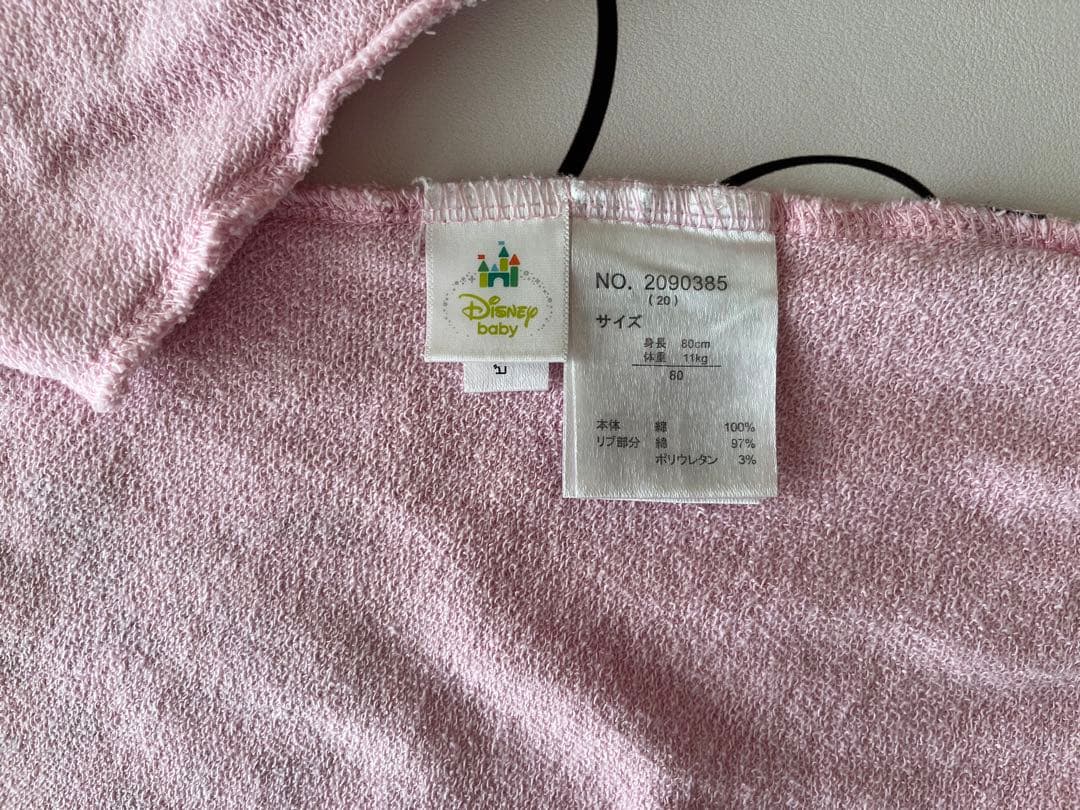 Disney
baby
NO. 2090385
(20)
サイズ
身長 80cm
体重 11kg
80
本体 綿 100%
リブ部分 綿 97%
ポリウレタン 3%